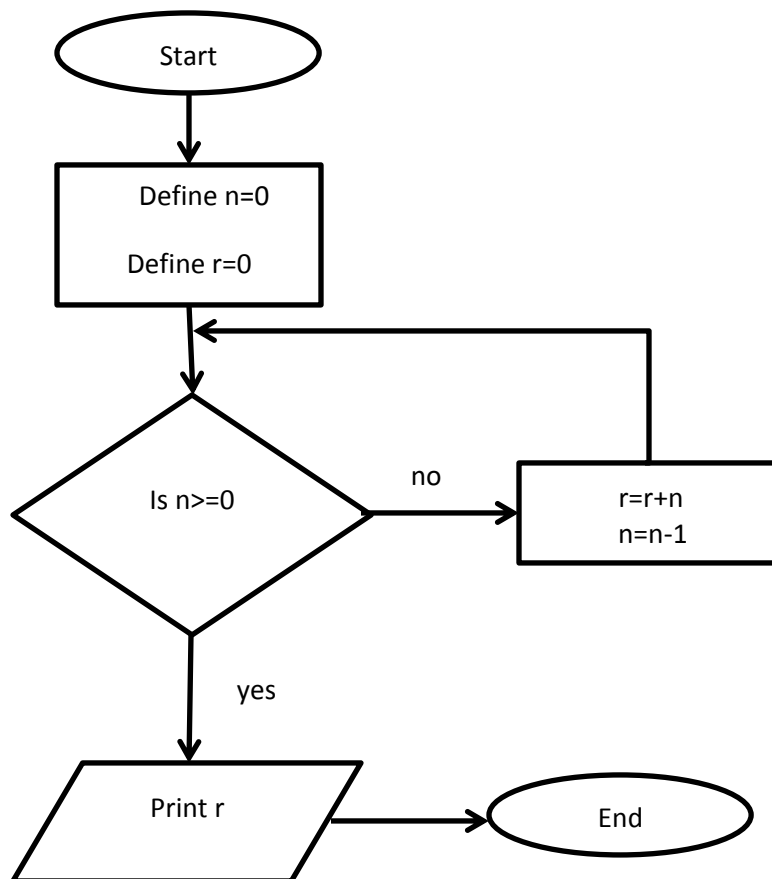 Start
Define n=0
Define r=0
Is n>=0
no
r=r+n
n=n-1
yes
Print r
End